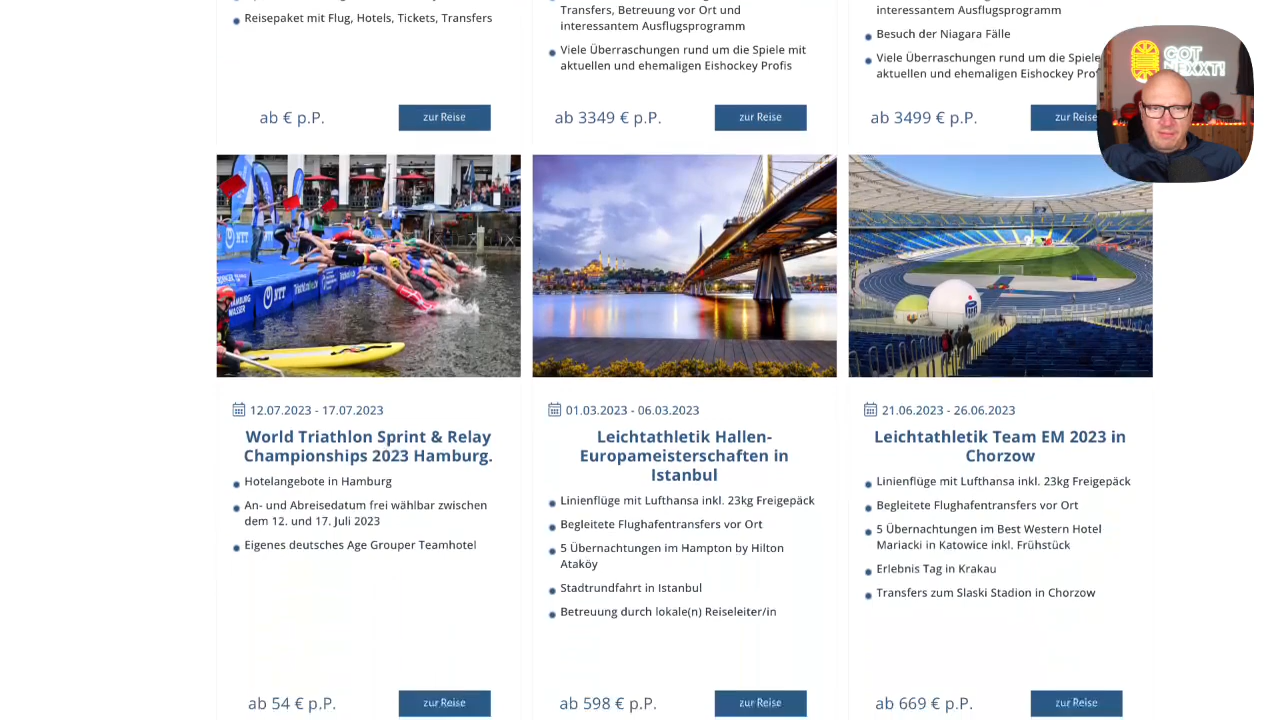 Reisepaket mit Flug, Hotels, Tickets, Transfers
ab € p.P.
zur Reise
Transfers, Betreuung vor Ort und
interessantem Ausflugsprogramm
Viele Überraschungen rund um die Spiele mit
aktuellen und ehemaligen Eishockey Profis
ab 3349 € p.P.
zur Reise
interessantem Ausflugsprogramm
Besuch der Niagara Fälle
Viele Überraschungen rund um die Spiele
aktuellen und ehemaligen Eishockey
ab 3499 € p.P.
zur Reise
GOT
NEXXT!
NTT
NTT
HAMBURG
WASSER
12.07.2023 - 17.07.2023
World Triathlon Sprint & Relay
Championships 2023 Hamburg.
Hotelangebote in Hamburg
An- und Abreisedatum frei wählbar zwischen
dem 12. und 17. Juli 2023
Eigenes deutsches Age Grouper Teamhotel
ab 54 € p.P.
zur Reise
01.03.2023 - 06.03.2023
Leichtathletik Hallen-
Europameisterschaften in
Istanbul
Linienflüge mit Lufthansa inkl. 23kg Freigepäck
Begleitete Flughafentransfers vor Ort
5 Übernachtungen im Hampton by Hilton
Ataköy
Stadtrundfahrt in Istanbul
Betreuung durch lokale(n) Reiseleiter/in
ab 598 € p.P.
zur Reise
21.06.2023 - 26.06.2023
Leichtathletik Team EM 2023 in
Chorzow
Linienflüge mit Lufthansa inkl. 23kg Freigepäck
Begleitete Flughafentransfers vor Ort
5 Übernachtungen im Best Western Hotel
Mariacki in Katowice inkl. Frühstück
Erlebnis Tag in Krakau
Transfers zum Slaski Stadion in Chorzow
ab 669 € p.P.
zur Reise